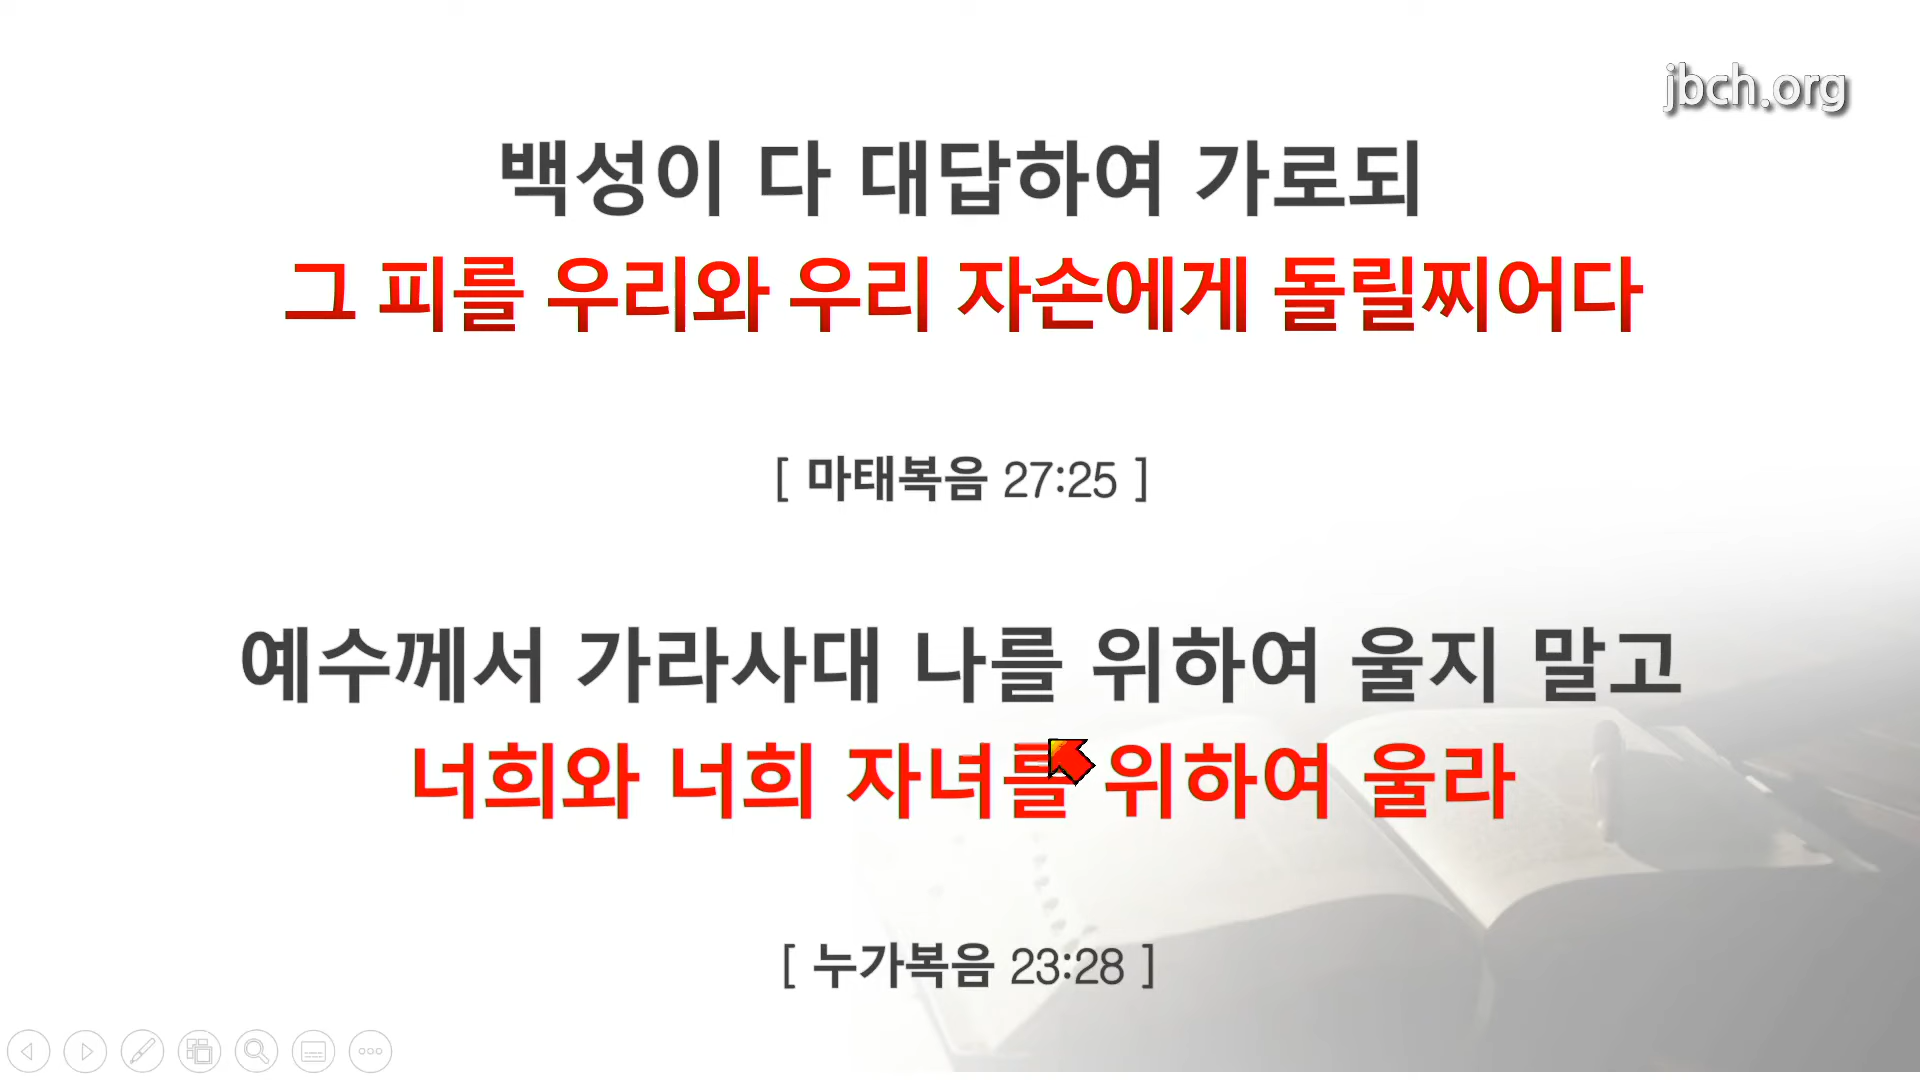 jbch.org
백성이 다 대답하여 가로되
그 피를 우리와 우리 자손에게 돌릴찌어다
[ 마태복음 27:25 ]
예수께서 가라사대 나를 위하여 울지 말고
너희와 너희 자녀를 위하여 울라
[ 누가복음 23:28 ]